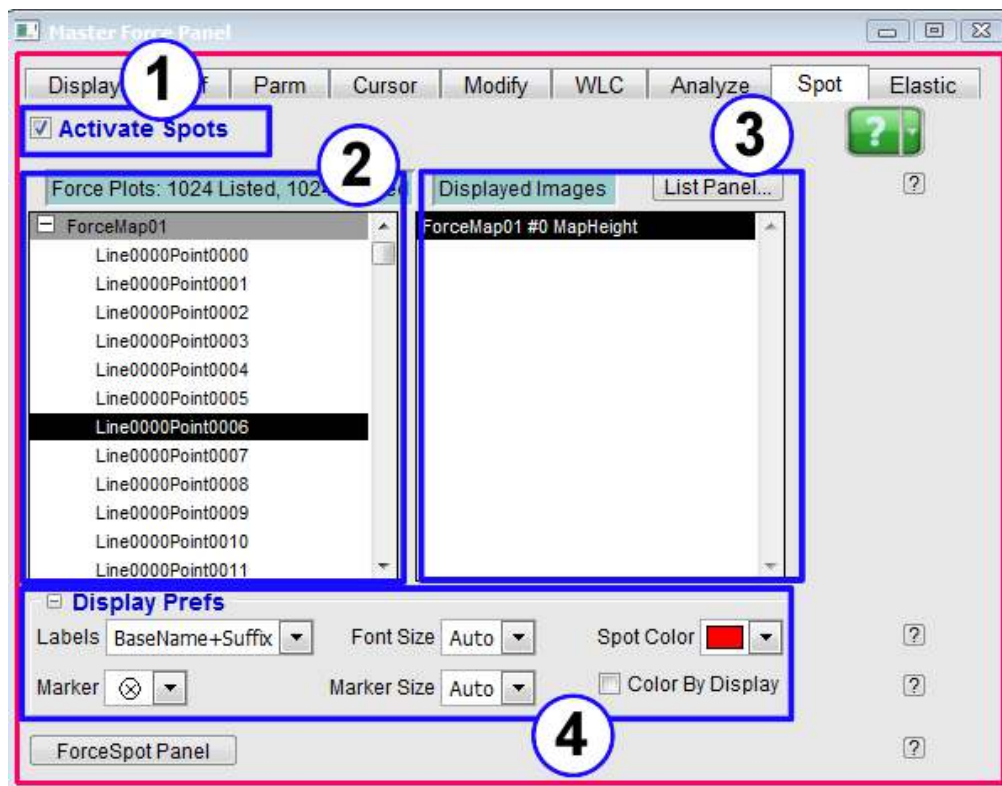 Master Force Panel
1
Display f Parm Cursor Modify WLC Analyze Spot Elastic
Activate Spots
?
2
3
Force Plots: 1024 Listed, 102
Displayed Images
List Panel...
?
ForceMap01
Line0000Point0000
Line0000Point0001
Line0000Point0002
Line0000Point0003
Line0000Point0004
Line0000Point0005
Line0000Point0006
Line0000Point0007
Line0000Point0008
Line0000Point0009
Line0000Point0010
Line0000Point0011
ForceMap01 #0 MapHeight
Display Prefs
Labels BaseName+Suffix Font Size Auto Spot Color ?
Marker Marker Size Auto Color By Display ?
4
ForceSpot Panel ?